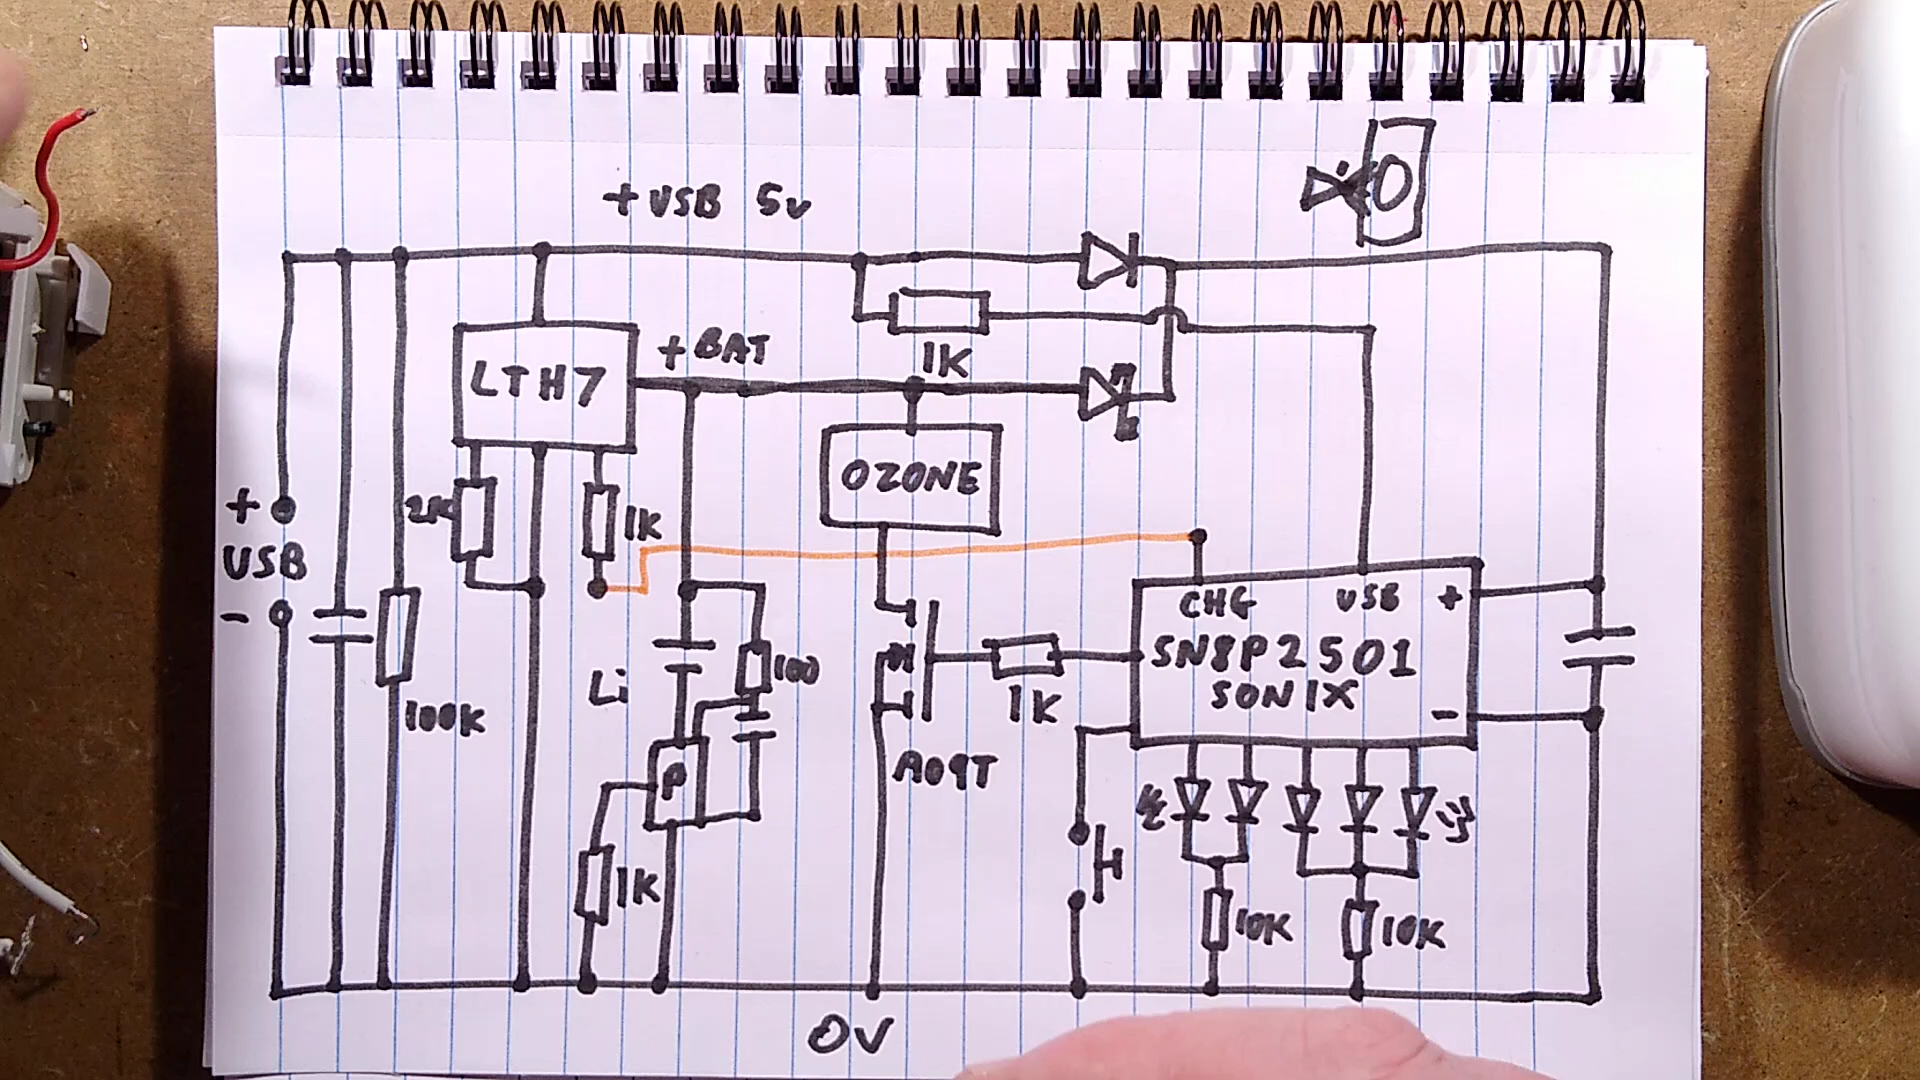 +USB 5v
1K
+BAT
LTH7
OZONE
2K
1K
+
USB
-
CHG USB +
SN8P2501
SONIX
-
Li
100
1K
100K
A09T
P
1K
10K
10K
0V